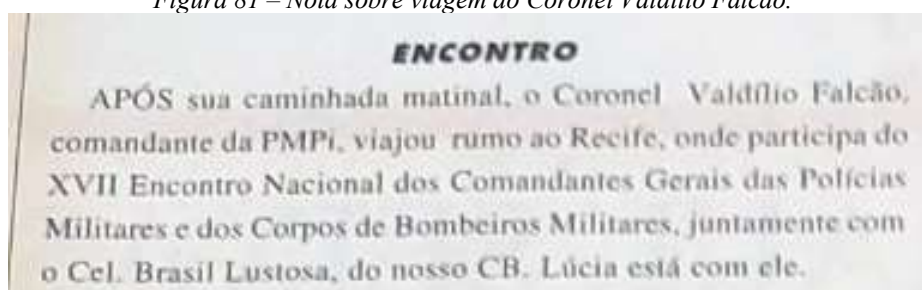 Figura 81 – Nota sobre viagem do Coronel Valdílio Falcão.
ENCONTRO
APÓS sua caminhada matinal, o Coronel Valdílio Falcão,
comandante da PMPi, viajou rumo ao Recife, onde participa do
XVII Encontro Nacional dos Comandantes Gerais das Polícias
Militares e dos Corpos de Bombeiros Militares, juntamente com
o Cel. Brasil Lustosa, do nosso CB. Lúcia está com ele.